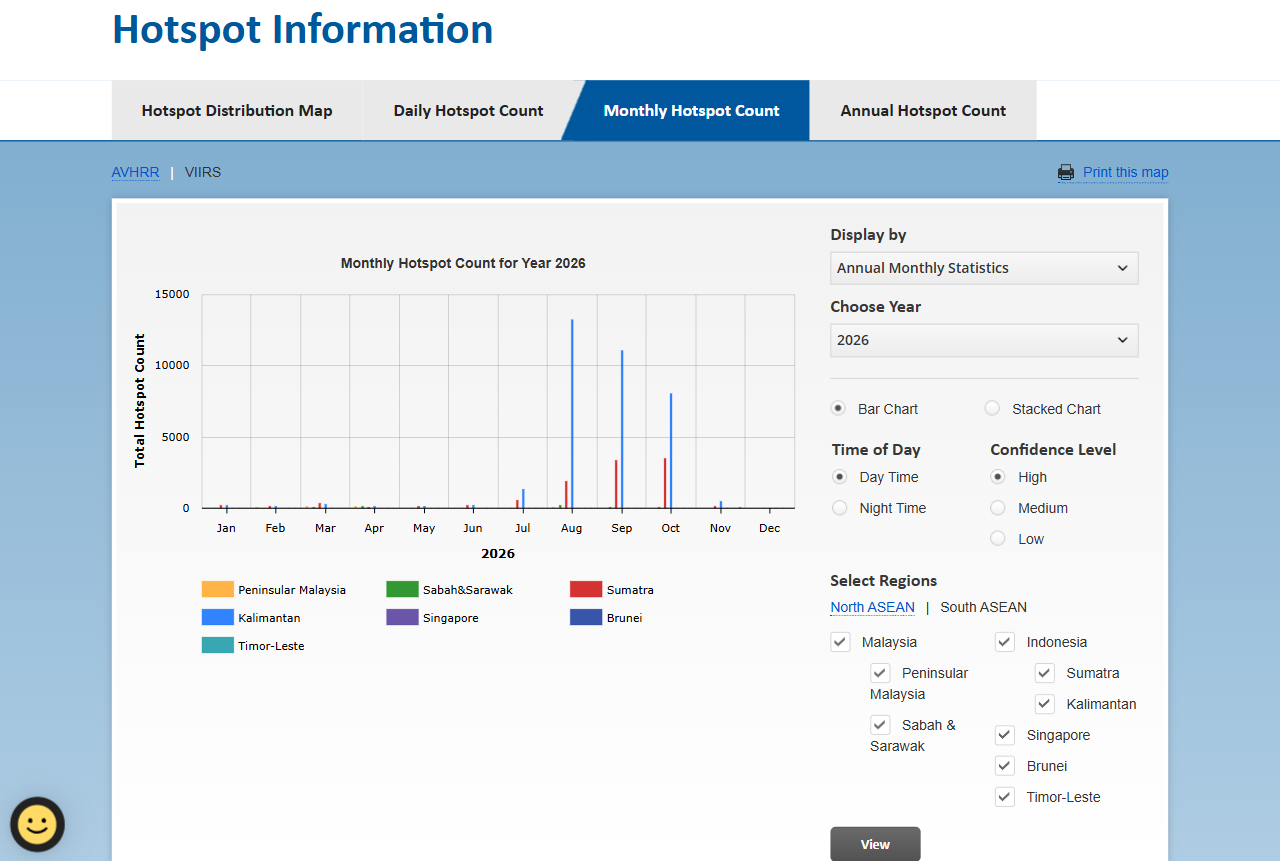 Hotspot Information
Hotspot Distribution Map
Daily Hotspot Count
Monthly Hotspot Count
Annual Hotspot Count
AVHRR | VIIRS
Print this map
Monthly Hotspot Count for Year 2026
Total Hotspot Count
15000
10000
5000
0
Jan Feb Mar Apr May Jun Jul Aug Sep Oct Nov Dec
2026
Peninsular Malaysia Sabah&Sarawak Sumatra
Kalimantan Singapore Brunei
Timor-Leste
Display by
Annual Monthly Statistics
Choose Year
2026
Bar Chart Stacked Chart
Time of Day Confidence Level
Day Time High
Night Time Medium
Low
Select Regions
North ASEAN | South ASEAN
Malaysia Indonesia
Peninsular Sumatra
Malaysia
Kalimantan
Sabah & Singapore
Sarawak
Brunei
Timor-Leste
View